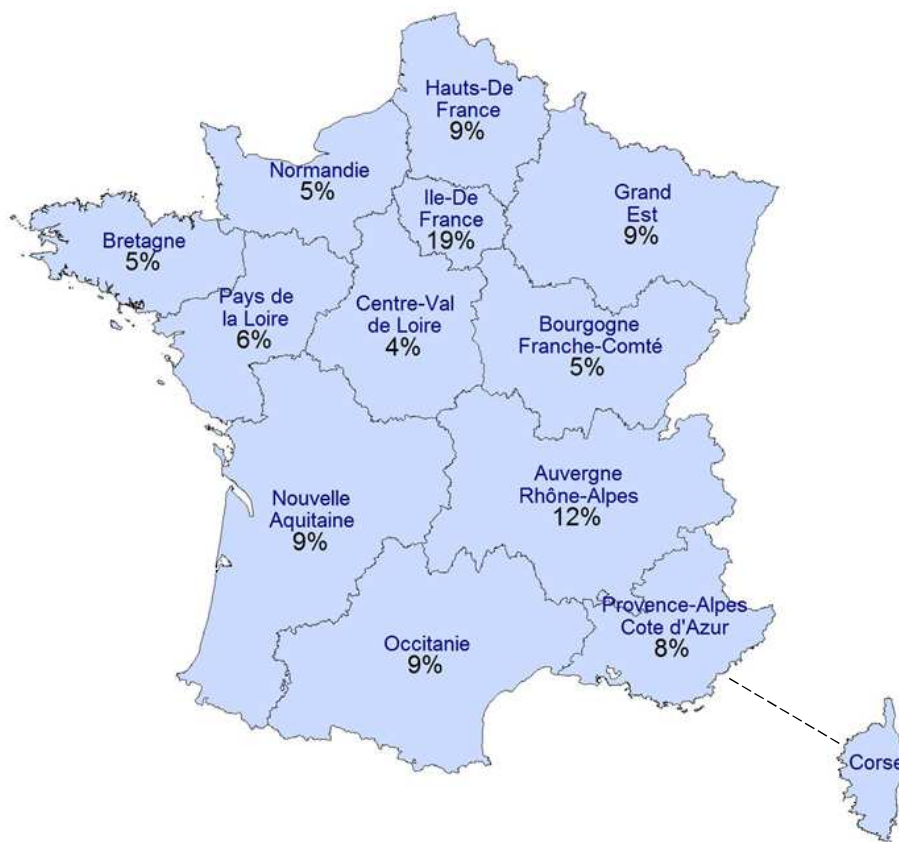 Hauts-De
France
9%
Normandie
5%
Ile-De
France
19%
Grand
Est
9%
Bretagne
5%
Pays de
la Loire
6%
Centre-Val
de Loire
4%
Bourgogne
Franche-Comté
5%
Auvergne
Rhône-Alpes
12%
Nouvelle
Aquitaine
9%
Provence-Alpes
Cote d'Azur
8%
Occitanie
9%
Corse